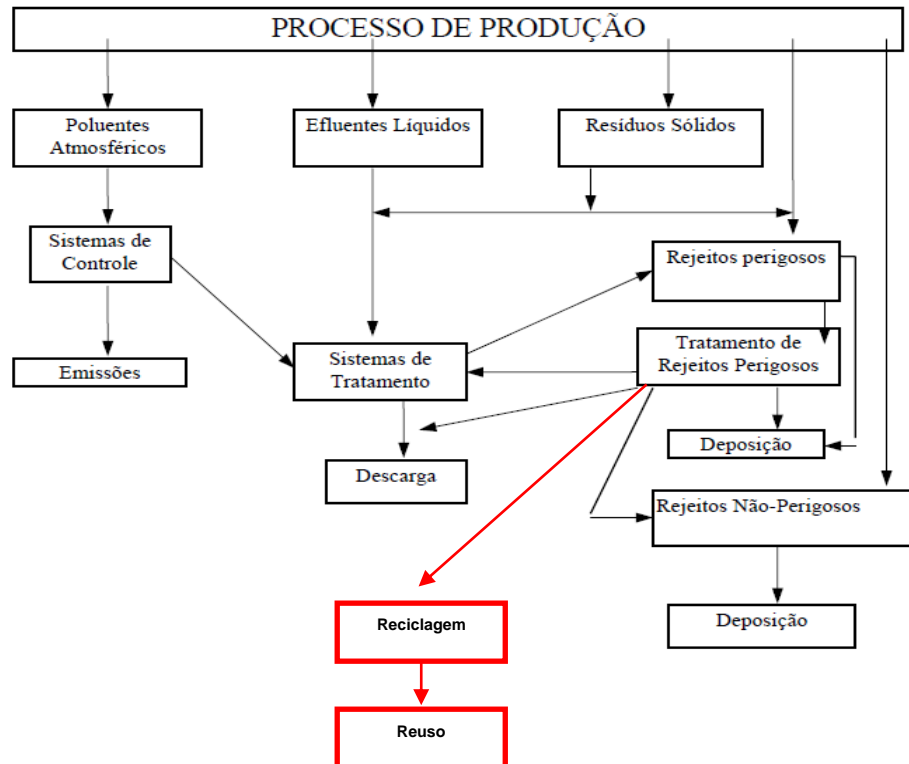 PROCESSO DE PRODUÇÃO
Poluentes
Atmosféricos
Efluentes Líquidos
Resíduos Sólidos
Sistemas de
Controle
Rejeitos perigosos
Emissões
Sistemas de
Tratamento
Tratamento de
Rejeitos Perigosos
Deposição
Descarga
Rejeitos Não-Perigosos
Deposição
Reciclagem
Reuso